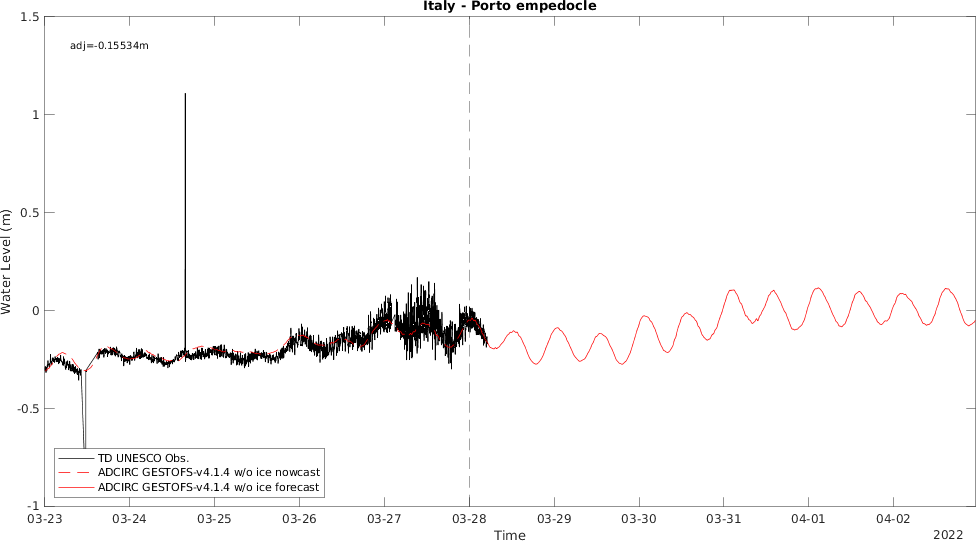 Italy - Porto empedocle
adj=-0.15534m
1.5
1
0.5
0
-0.5
-1
Water Level (m)
TD UNESCO Obs.
ADCIRC GESTOFS-v4.1.4 w/o ice nowcast
ADCIRC GESTOFS-v4.1.4 w/o ice forecast
03-23 03-24 03-25 03-26 03-27 03-28 03-29 03-30 03-31 04-01 04-02
Time
2022